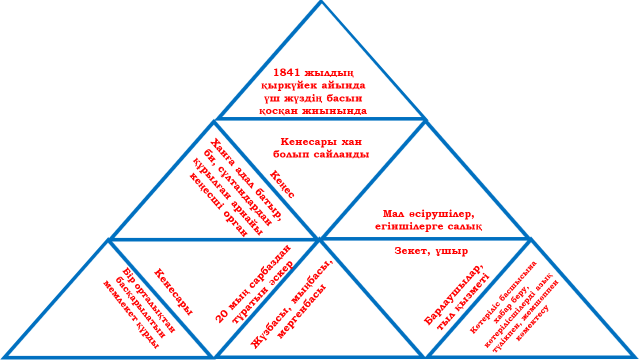 1841 жылдың
қыркүйек айында
үш жүздің басын
қосқан жиынында
Кенесары хан
болып сайланды
Ханға адал батыр,
би, сұлтандардан
құрылған арнайы
кеңесші орган
Кеңес
Мал өсірушілер,
егіншілерге салық
Зекет, ұшыр
Бір орталықтан
басқарылатын
мемлекет құрды
Кенесары
20 мың сарбаздан
тұратын әскер
Жүзбасы, мыңбасы,
мергенбасы
Барлаушылар,
тыл қызметі
Көтеріліс басшысына
хабар беру,
көтерілісшілерді азық
түлікпен, жемшөппен
көмектесу